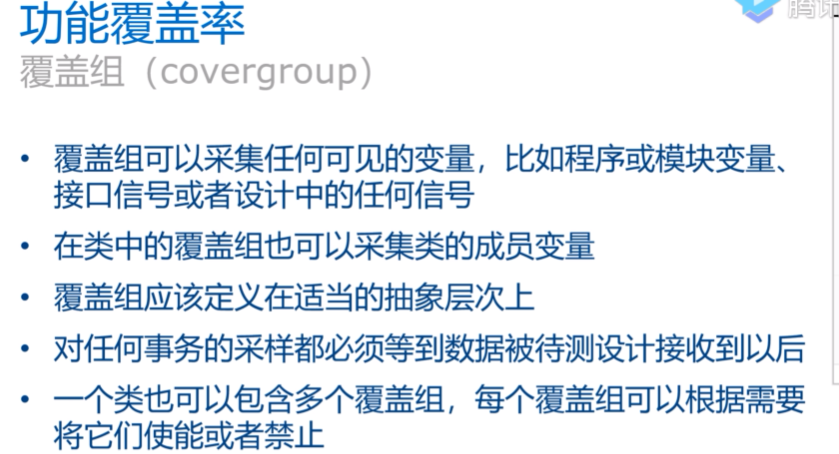 功能覆盖率
覆盖组（covergroup）
• 覆盖组可以采集任何可见的变量，比如程序或模块变量、
接口信号或者设计中的任何信号
• 在类中的覆盖组也可以采集类的成员变量
• 覆盖组应该定义在适当的抽象层次上
• 对任何事务的采样都必须等到数据被待测设计接收到以后
• 一个类也可以包含多个覆盖组，每个覆盖组可以根据需要
将它们使能或者禁止